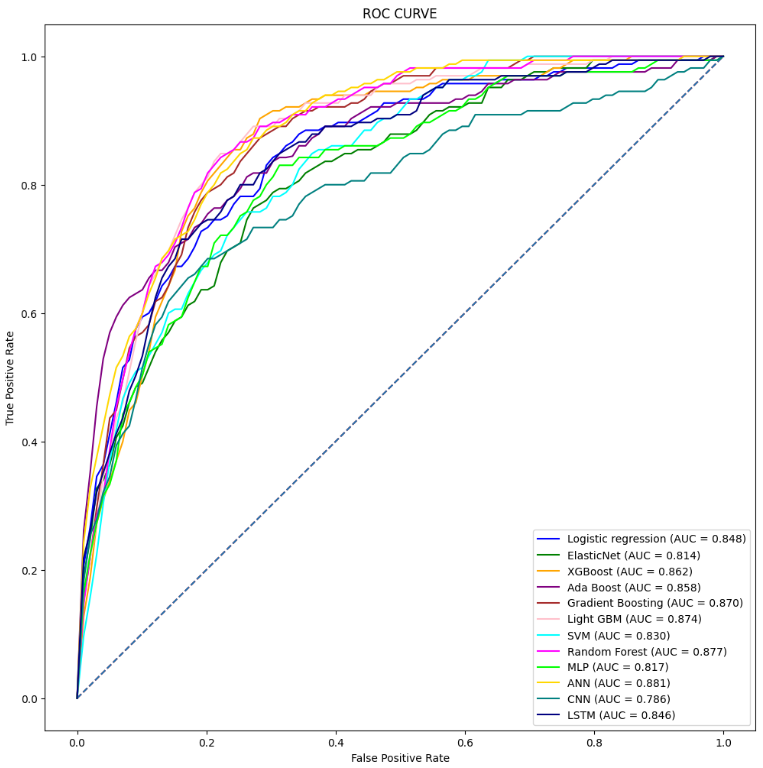 ROC CURVE
1.0
0.8
0.6
0.4
0.2
0.0
True Positive Rate
Logistic regression (AUC = 0.848)
ElasticNet (AUC = 0.814)
XGBoost (AUC = 0.862)
Ada Boost (AUC = 0.858)
Gradient Boosting (AUC = 0.870)
Light GBM (AUC = 0.874)
SVM (AUC = 0.830)
Random Forest (AUC = 0.877)
MLP (AUC = 0.817)
ANN (AUC = 0.881)
CNN (AUC = 0.786)
LSTM (AUC = 0.846)
0.0 0.2 0.4 0.6 0.8 1.0
False Positive Rate